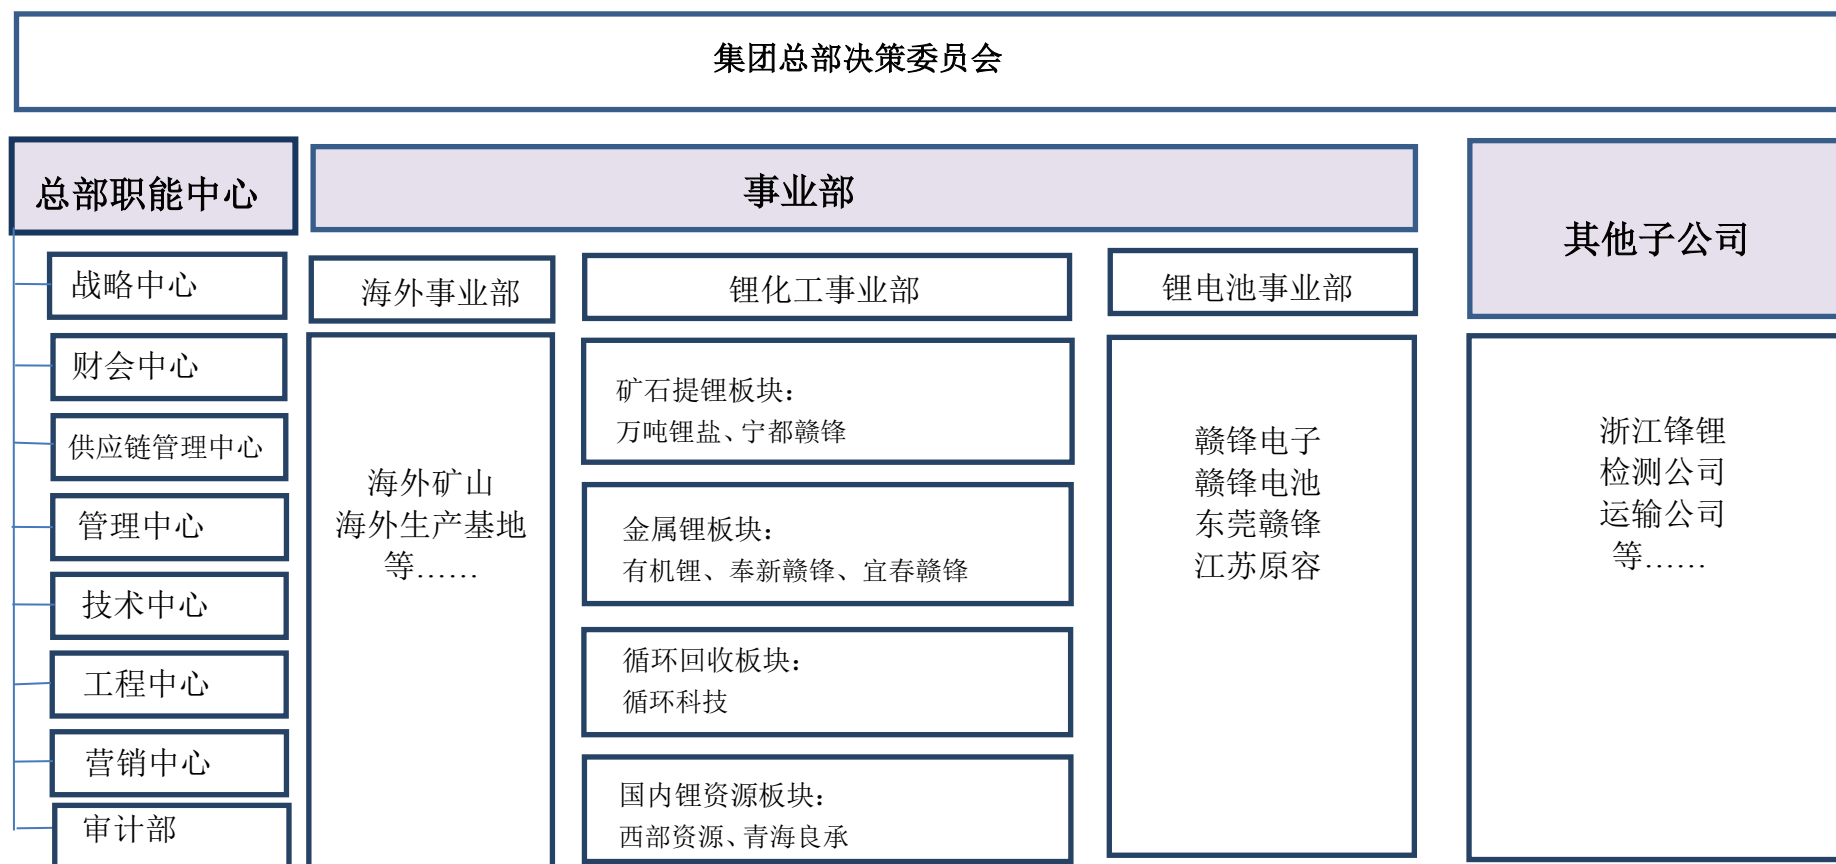 集团总部决策委员会
总部职能中心
事业部
其他子公司
战略中心
财会中心
供应链管理中心
管理中心
技术中心
工程中心
营销中心
审计部
海外事业部
海外矿山
海外生产基地
等……
锂化工事业部
矿石提锂板块：
万吨锂盐、宁都赣锋
金属锂板块：
有机锂、奉新赣锋、宜春赣锋
循环回收板块：
循环科技
国内锂资源板块：
西部资源、青海良承
锂电池事业部
赣锋电子
赣锋电池
东莞赣锋
江苏原容
浙江锋锂
检测公司
运输公司
等……